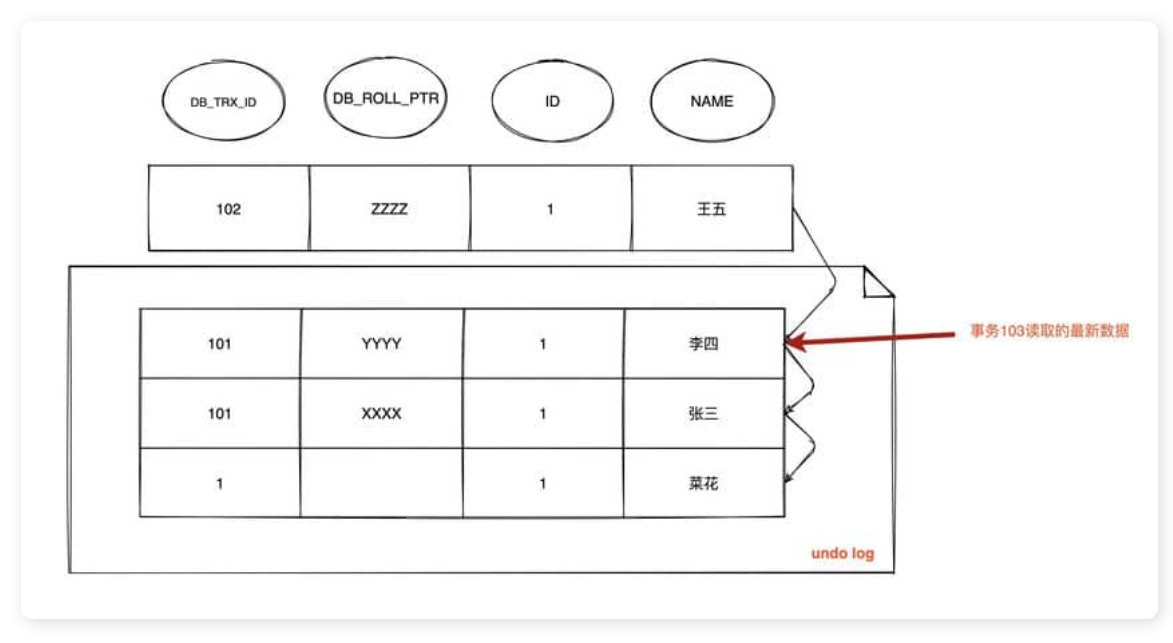 DB_TRX_ID DB_ROLL_PTR ID NAME
102 ZZZZ 1 王五
101 YYYY 1 李四
事务103读取的最新数据
101 XXXX 1 张三
1 1 菜花
undo log